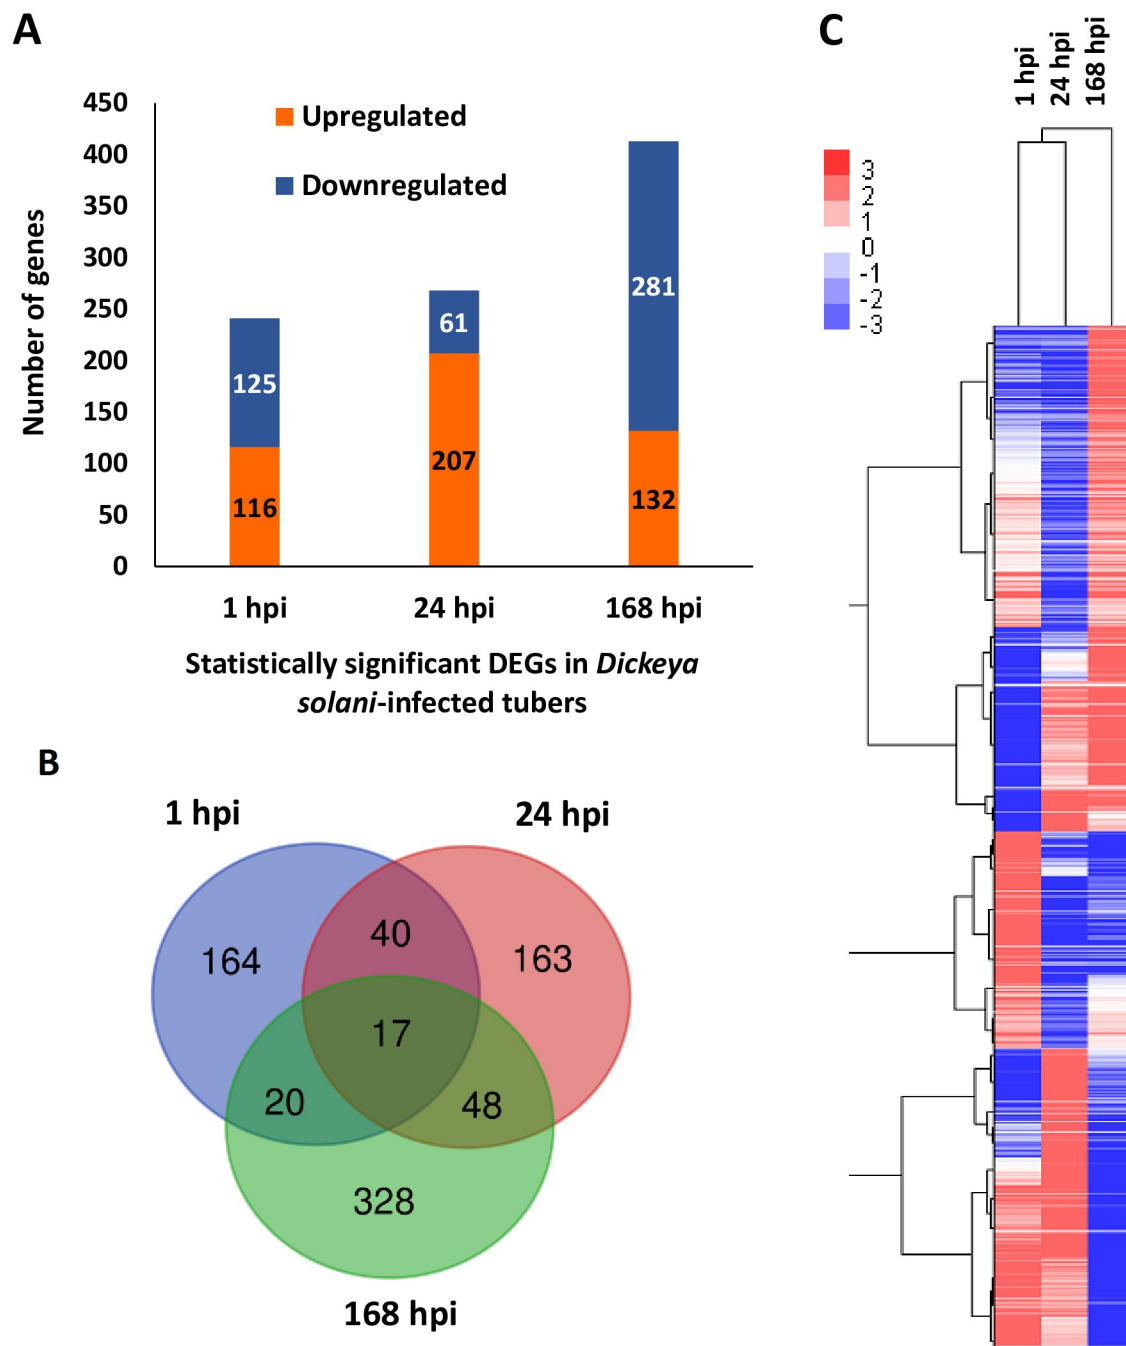 A
450
400
350
300
250
200
150
100
50
0
Number of genes
Upregulated
Downregulated
125
116
61
207
281
132
1 hpi
24 hpi
168 hpi
Statistically significant DEGs in Dickeya
solani-infected tubers
B
1 hpi
24 hpi
164
40
163
17
20
48
328
168 hpi
C
1 hpi
24 hpi
168 hpi
3
2
1
0
-1
-2
-3